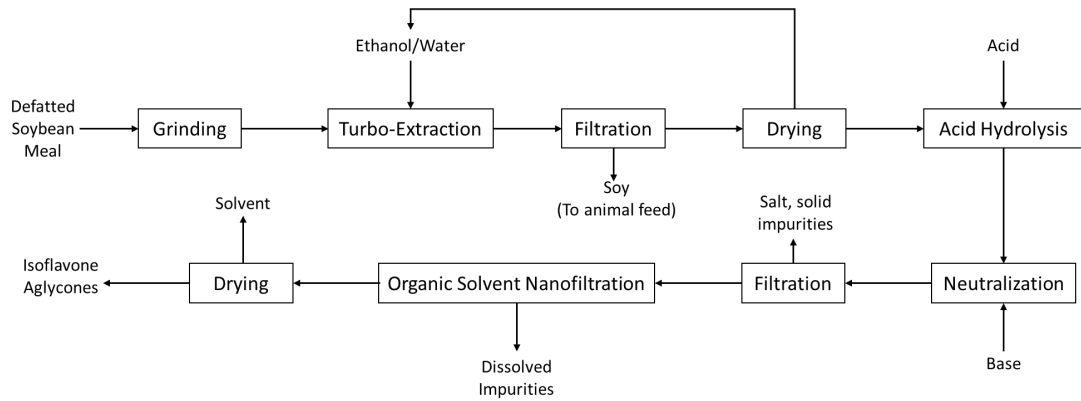 Ethanol/Water
Acid
Defatted
Soybean
Meal
Grinding
Turbo-Extraction
Filtration
Drying
Acid Hydrolysis
Soy
(To animal feed)
Solvent
Salt, solid
impurities
Isoflavone
Aglycones
Drying
Organic Solvent Nanofiltration
Filtration
Neutralization
Dissolved
Impurities
Base